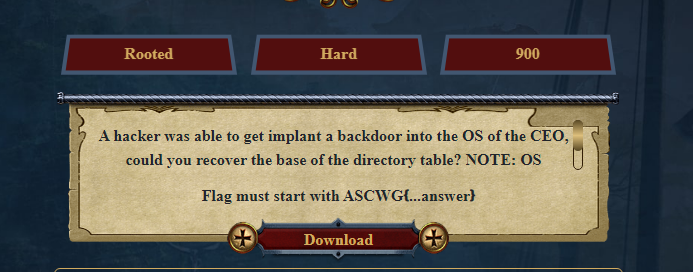 Rooted
Hard
900
A hacker was able to get implant a backdoor into the OS of the CEO,
could you recover the base of the directory table? NOTE: OS
Flag must start with ASCWG{...answer}
Download